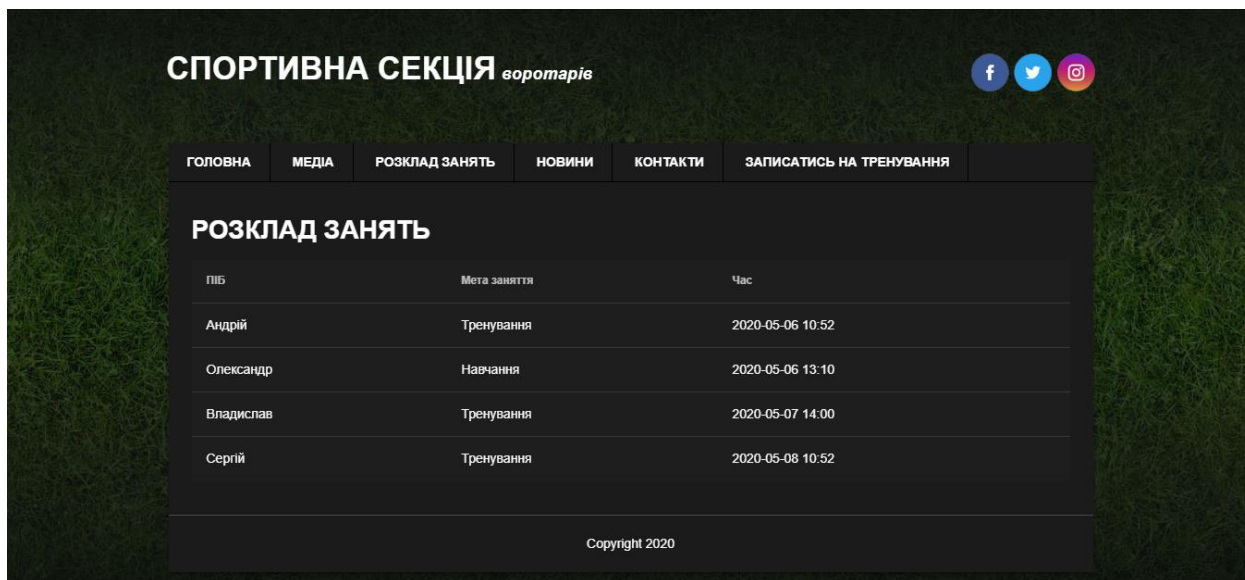 СПОРТИВНА СЕКЦІЯ воротарів
ГОЛОВНА МЕДІА РОЗКЛАД ЗАНЯТЬ НОВИНИ КОНТАКТИ ЗАПИСАТИСЬ НА ТРЕНУВАННЯ
РОЗКЛАД ЗАНЯТЬ
ПІБ Мета заняття Час
Андрій Тренування 2020-05-06 10:52
Олександр Навчання 2020-05-06 13:10
Владислав Тренування 2020-05-07 14:00
Сергій Тренування 2020-05-08 10:52
Copyright 2020